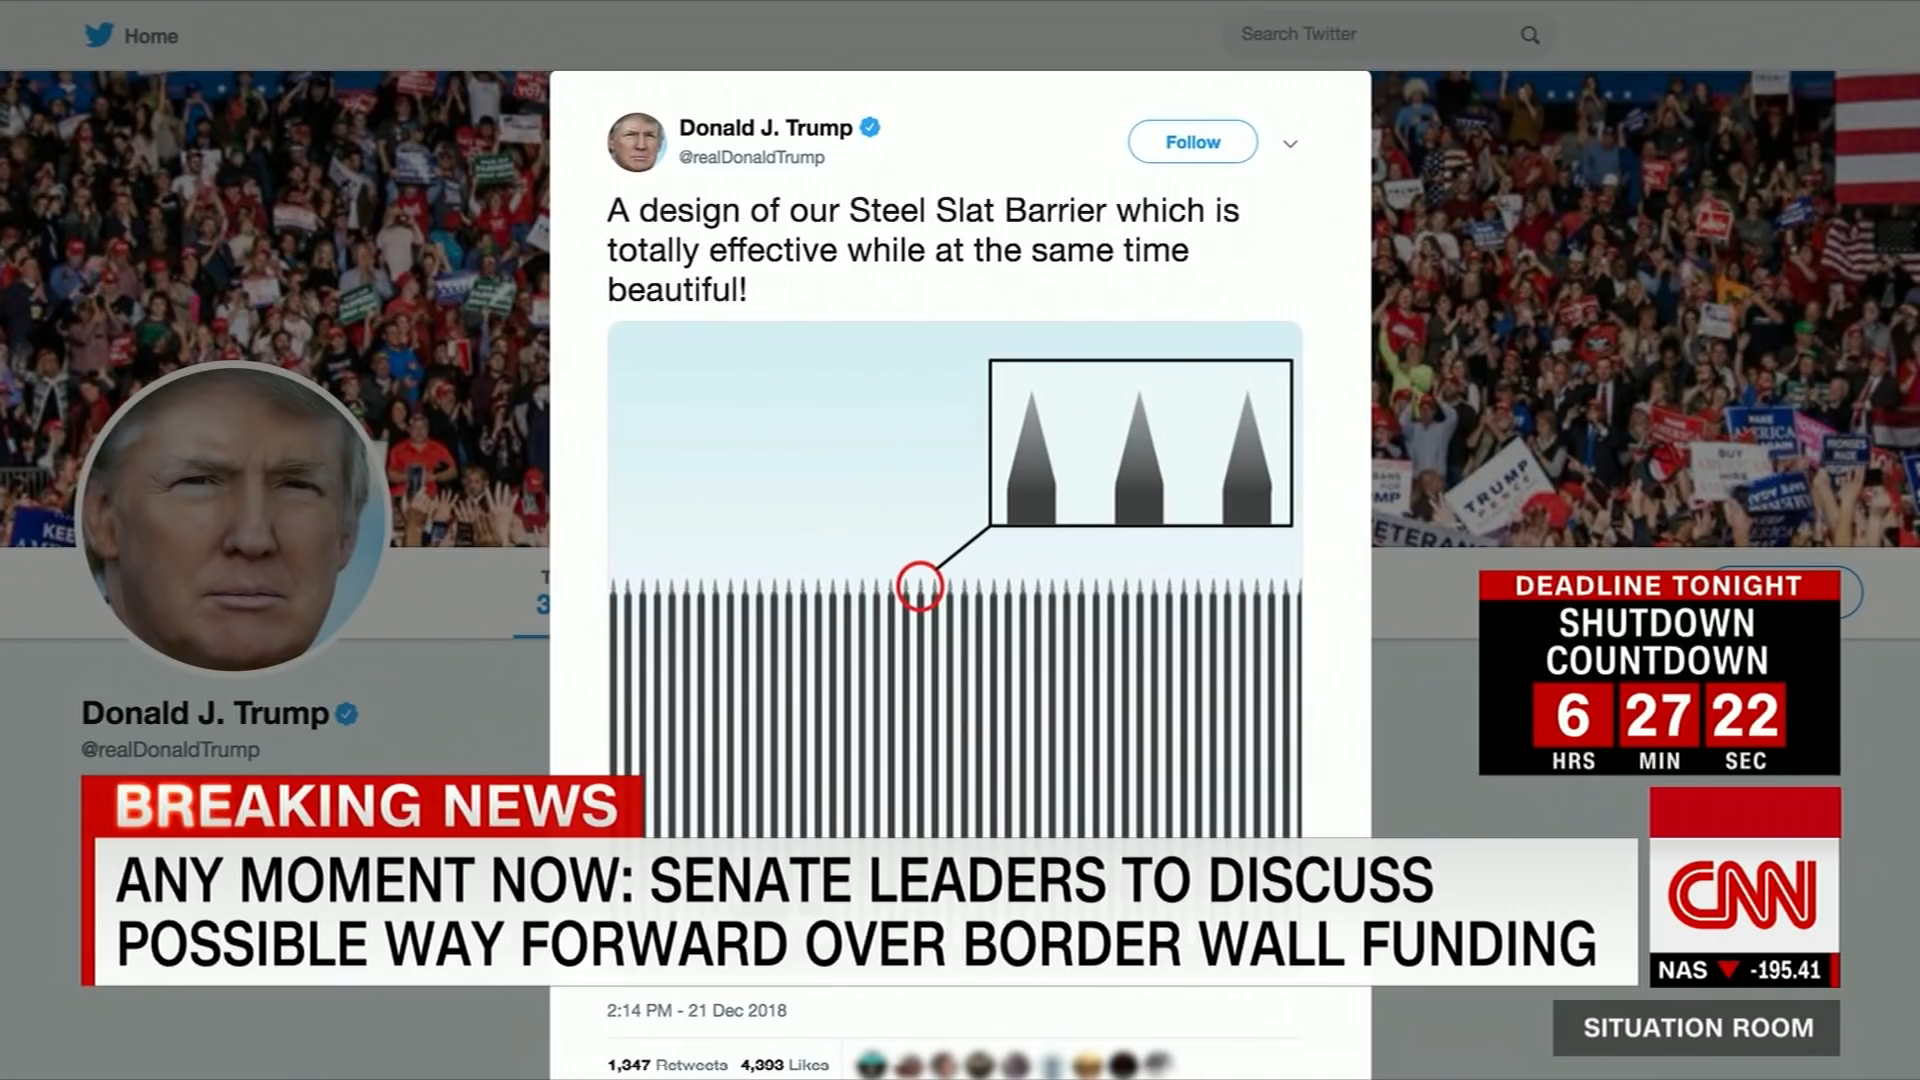 Home
Search Twitter
Donald J. Trump
@realDonaldTrump
Follow
A design of our Steel Slat Barrier which is
totally effective while at the same time
beautiful!
TRUMP
PENCE
BUY
DEADLINE TONIGHT
SHUTDOWN
COUNTDOWN
6 27 22
HRS MIN SEC
Donald J. Trump
@realDonaldTrump
BREAKING NEWS
ANY MOMENT NOW: SENATE LEADERS TO DISCUSS
POSSIBLE WAY FORWARD OVER BORDER WALL FUNDING
CNN
NAS -195.41
2:14 PM - 21 Dec 2018
SITUATION ROOM
1,347 Retweets 4,393 Likes